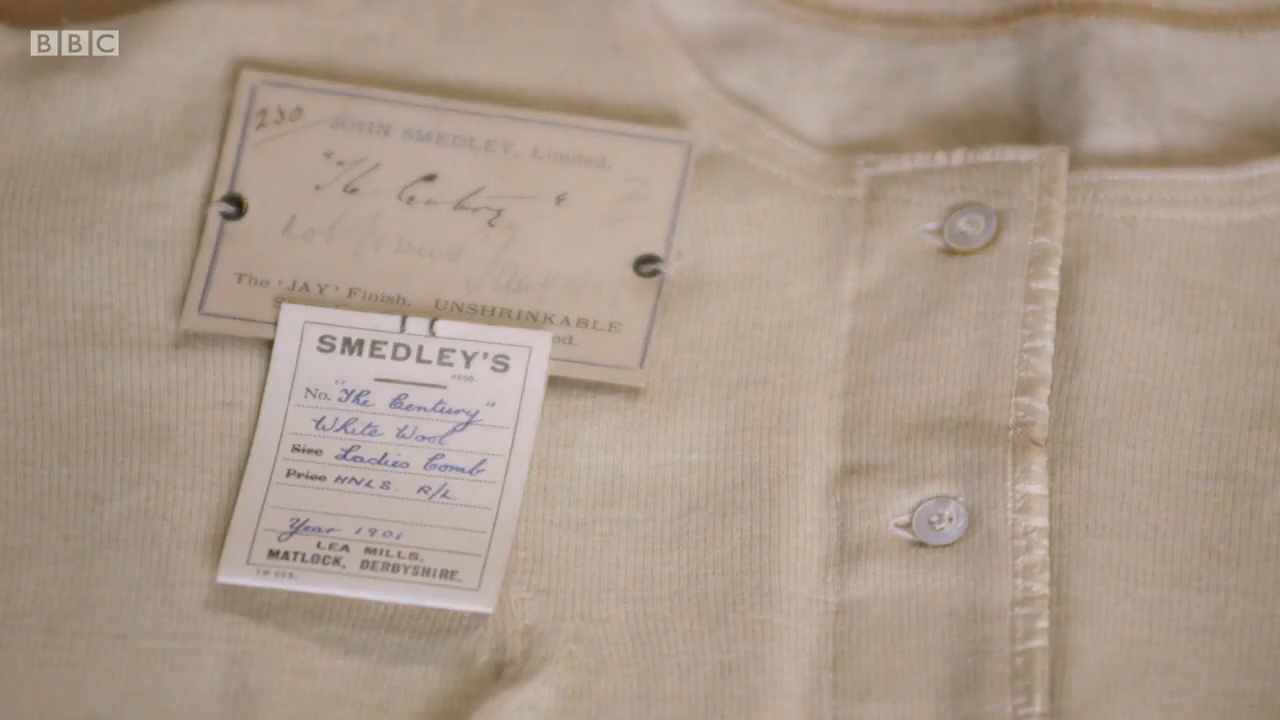 BBC
230
JOHN SMEDLEY, Limited.
"The Century"
not
The 'JAY' Finish, UNSHRINKABLE
SMEDLEY'S
REGD.
No. "The Century"
White Wool
Size Ladies Comb
Price HNLS. R/L
Year 1901
LEA MILLS,
MATLOCK, DERBYSHIRE.